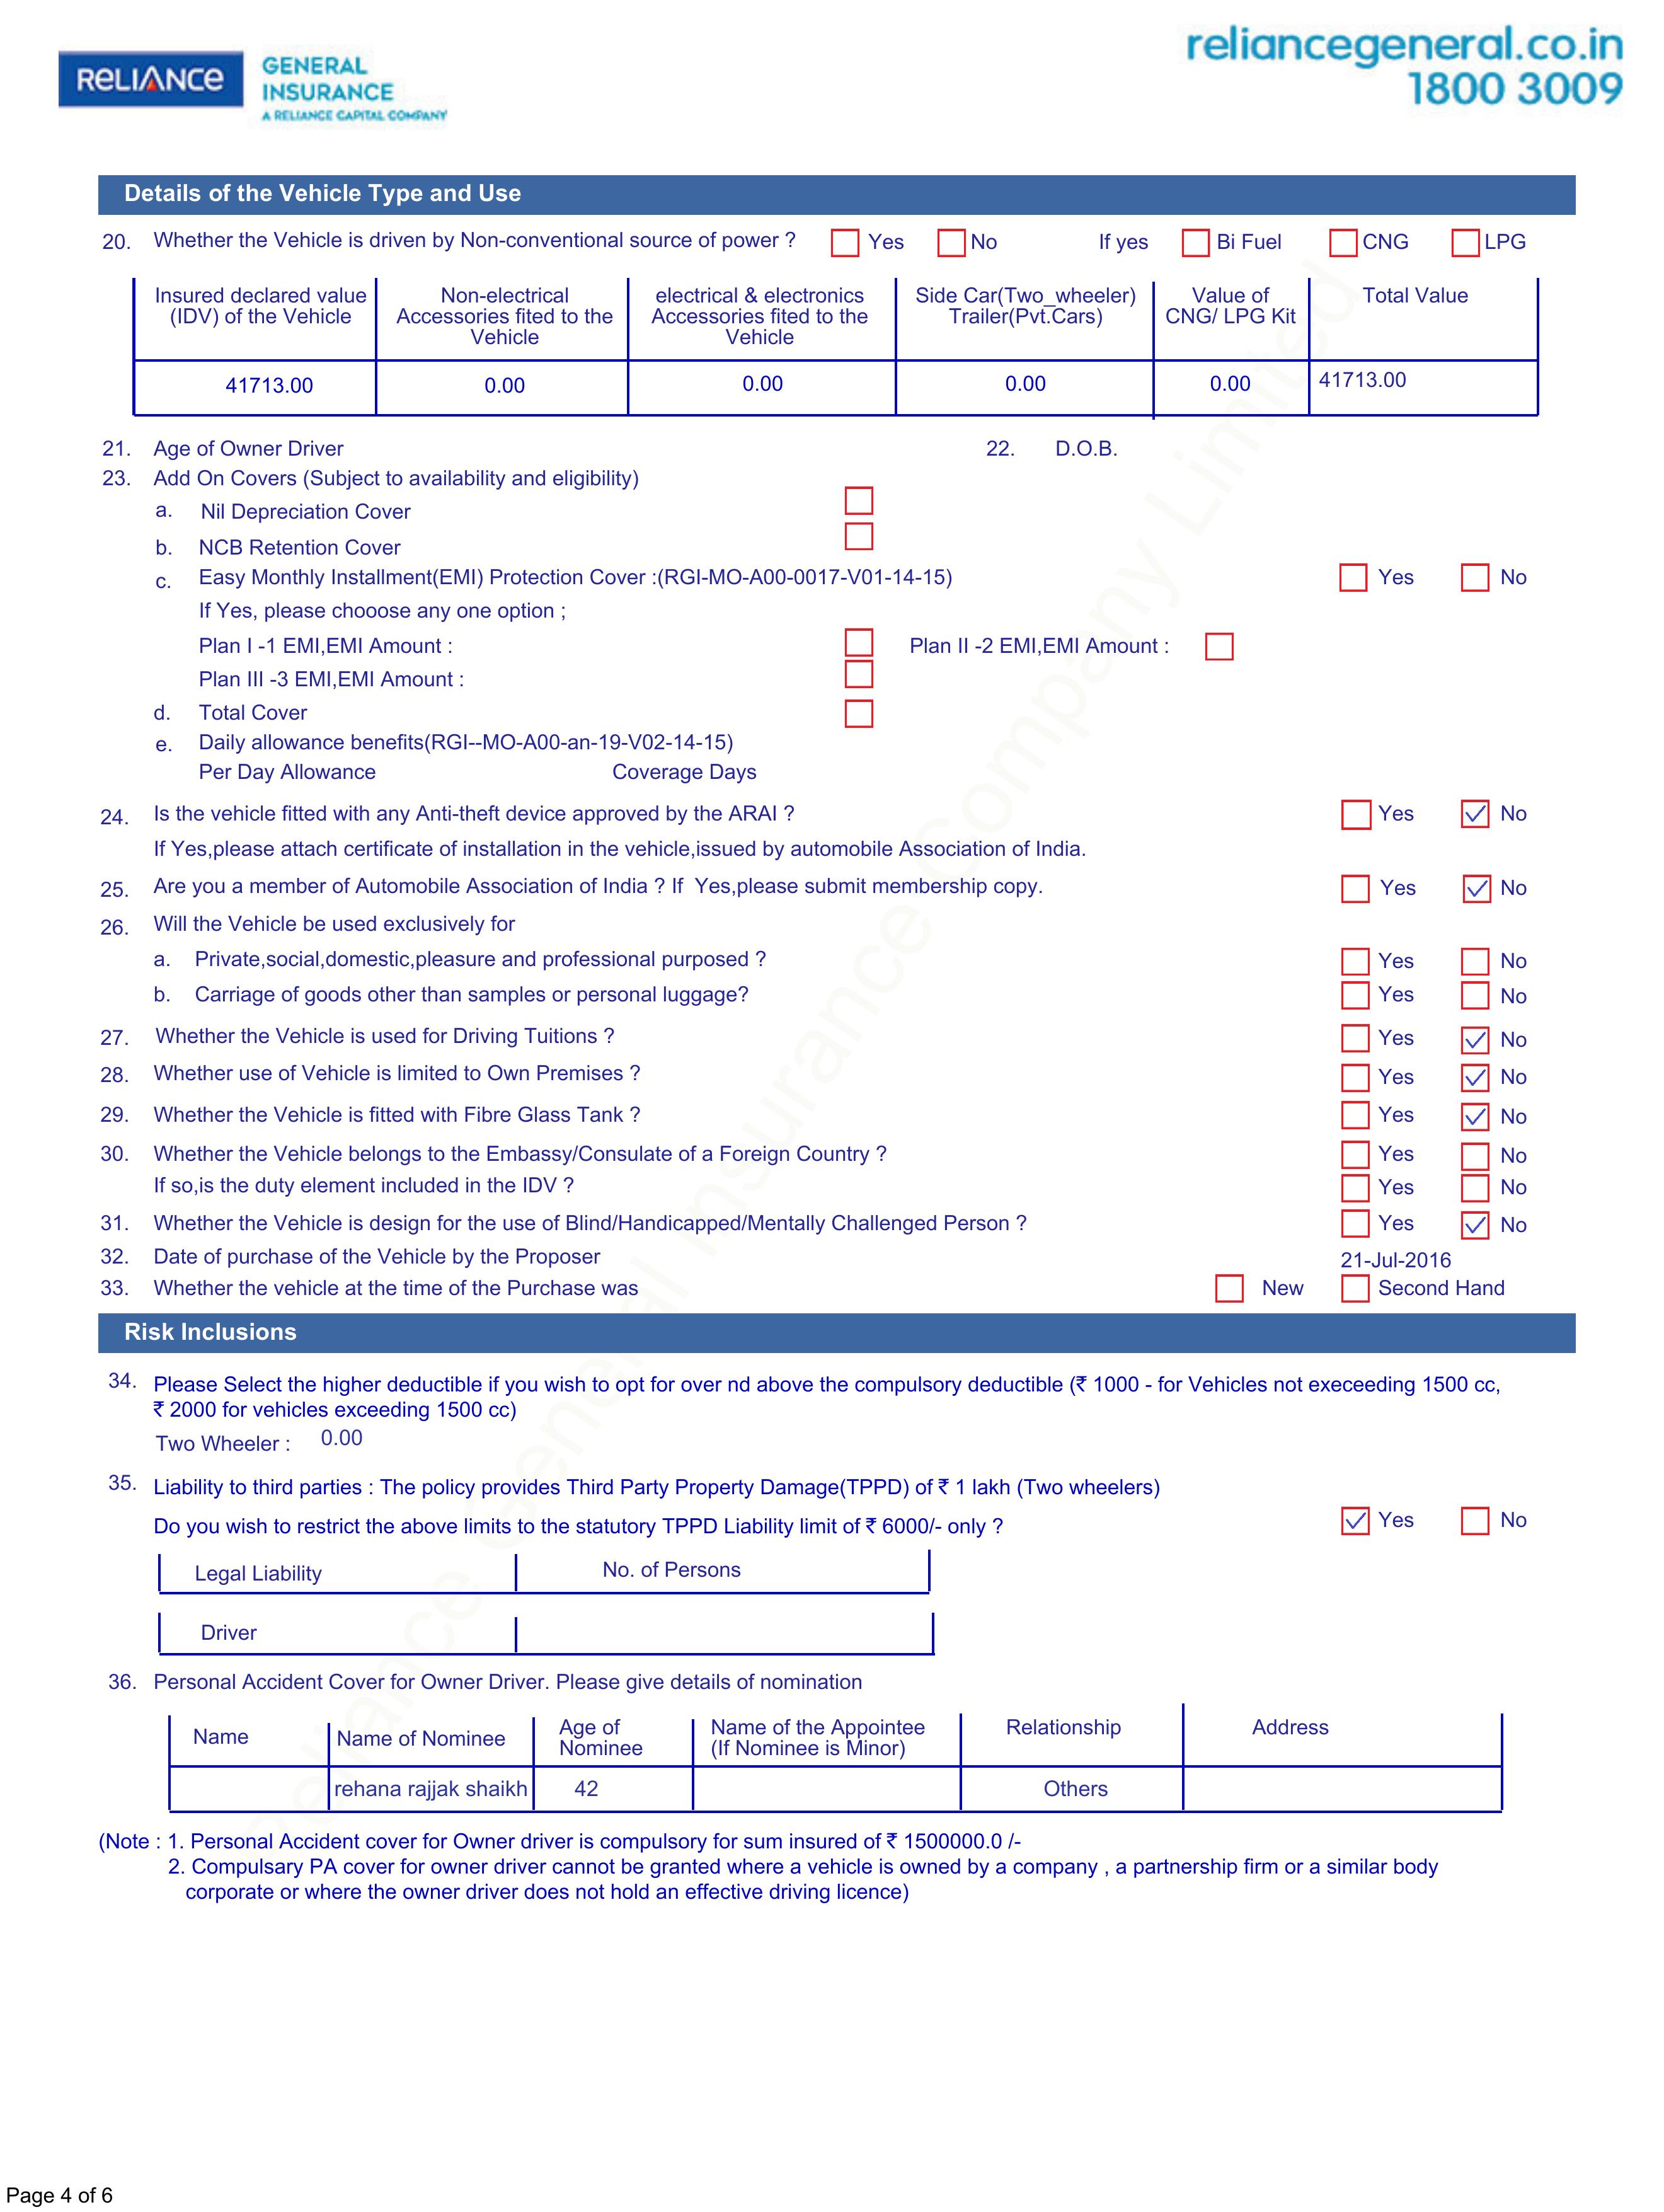 RELIANCE
GENERAL
INSURANCE
A RELIANCE CAPITAL COMPANY
reliancegeneral.co.in
1800 3009
Details of the Vehicle Type and Use
20. Whether the Vehicle is driven by Non-conventional source of power ? Yes No If yes Bi Fuel CNG LPG
Insured declared value (IDV) of the Vehicle
Non-electrical Accessories fited to the Vehicle
electrical & electronics Accessories fited to the Vehicle
Side Car(Two_wheeler) Trailer(Pvt.Cars)
Value of CNG/ LPG Kit
Total Value
41713.00 0.00 0.00 0.00 0.00 41713.00
21. Age of Owner Driver 22. D.O.B.
23. Add On Covers (Subject to availability and eligibility)
a. Nil Depreciation Cover
b. NCB Retention Cover
c. Easy Monthly Installment(EMI) Protection Cover :(RGI-MO-A00-0017-V01-14-15) Yes No
If Yes, please chooose any one option ;
Plan I -1 EMI,EMI Amount : Plan II -2 EMI,EMI Amount :
Plan III -3 EMI,EMI Amount :
d. Total Cover
e. Daily allowance benefits(RGI--MO-A00-an-19-V02-14-15)
Per Day Allowance Coverage Days
24. Is the vehicle fitted with any Anti-theft device approved by the ARAI ? Yes ✓ No
If Yes,please attach certificate of installation in the vehicle,issued by automobile Association of India.
25. Are you a member of Automobile Association of India ? If Yes,please submit membership copy. Yes ✓ No
26. Will the Vehicle be used exclusively for
a. Private,social,domestic,pleasure and professional purposed ? Yes No
b. Carriage of goods other than samples or personal luggage? Yes No
27. Whether the Vehicle is used for Driving Tuitions ? Yes ✓ No
28. Whether use of Vehicle is limited to Own Premises ? Yes ✓ No
29. Whether the Vehicle is fitted with Fibre Glass Tank ? Yes ✓ No
30. Whether the Vehicle belongs to the Embassy/Consulate of a Foreign Country ? Yes No
If so,is the duty element included in the IDV ? Yes No
31. Whether the Vehicle is design for the use of Blind/Handicapped/Mentally Challenged Person ? Yes ✓ No
32. Date of purchase of the Vehicle by the Proposer 21-Jul-2016
33. Whether the vehicle at the time of the Purchase was New Second Hand
Risk Inclusions
34. Please Select the higher deductible if you wish to opt for over nd above the compulsory deductible (₹ 1000 - for Vehicles not execeeding 1500 cc,
₹ 2000 for vehicles exceeding 1500 cc)
Two Wheeler : 0.00
35. Liability to third parties : The policy provides Third Party Property Damage(TPPD) of ₹ 1 lakh (Two wheelers)
Do you wish to restrict the above limits to the statutory TPPD Liability limit of ₹ 6000/- only ? ✓ Yes No
Legal Liability No. of Persons
Driver
36. Personal Accident Cover for Owner Driver. Please give details of nomination
Name
Name of Nominee
Age of Nominee
Name of the Appointee (If Nominee is Minor)
Relationship
Address
rehana rajjak shaikh 42 Others
(Note : 1. Personal Accident cover for Owner driver is compulsory for sum insured of ₹ 1500000.0 /-
2. Compulsary PA cover for owner driver cannot be granted where a vehicle is owned by a company , a partnership firm or a similar body
corporate or where the owner driver does not hold an effective driving licence)
Reliance General Insurance Company Limited
Page 4 of 6